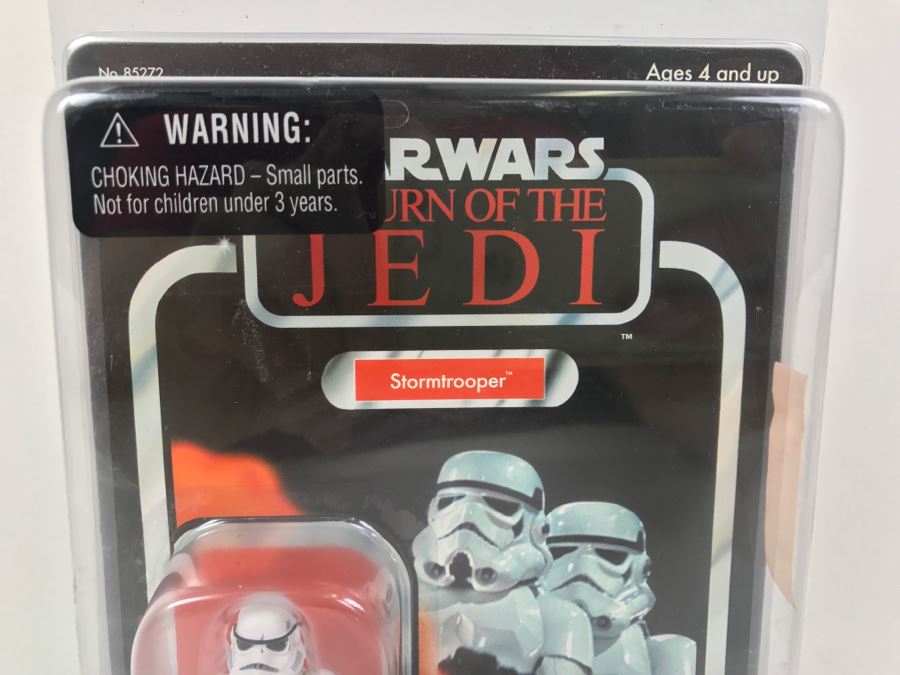 No. 85272
Ages 4 and up
WARNING:
CHOKING HAZARD – Small parts.
Not for children under 3 years.
ARWARS
URN OF THE
JEDI
TM
Stormtrooper™